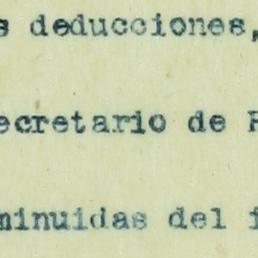 s deducciones,
ecretario de
minuidas del